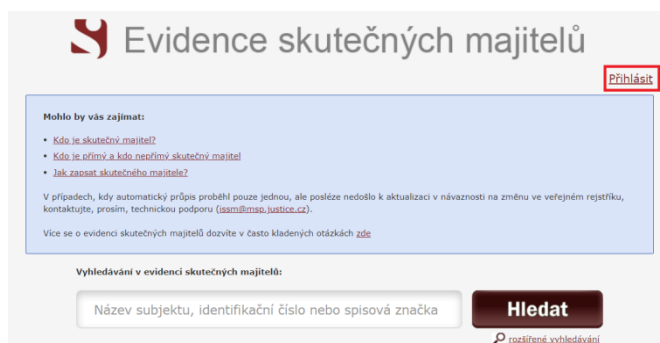 Evidence skutečných majitelů
Přihlásit
Mohlo by vás zajímat:
• Kdo je skutečný majitel?
• Kdo je přímý a kdo nepřímý skutečný majitel
• Jak zapsat skutečného majitele?
V případech, kdy automatický průpis proběhl pouze jednou, ale posléze nedošlo k aktualizaci v návaznosti na změnu ve veřejném rejstříku,
kontaktujte, prosím, technickou podporu (issm@msp.justice.cz).
Více se o evidenci skutečných majitelů dozvíte v často kladených otázkách zde
Vyhledávání v evidenci skutečných majitelů:
Název subjektu, identifikační číslo nebo spisová značka
Hledat
rozšířené vyhledávání